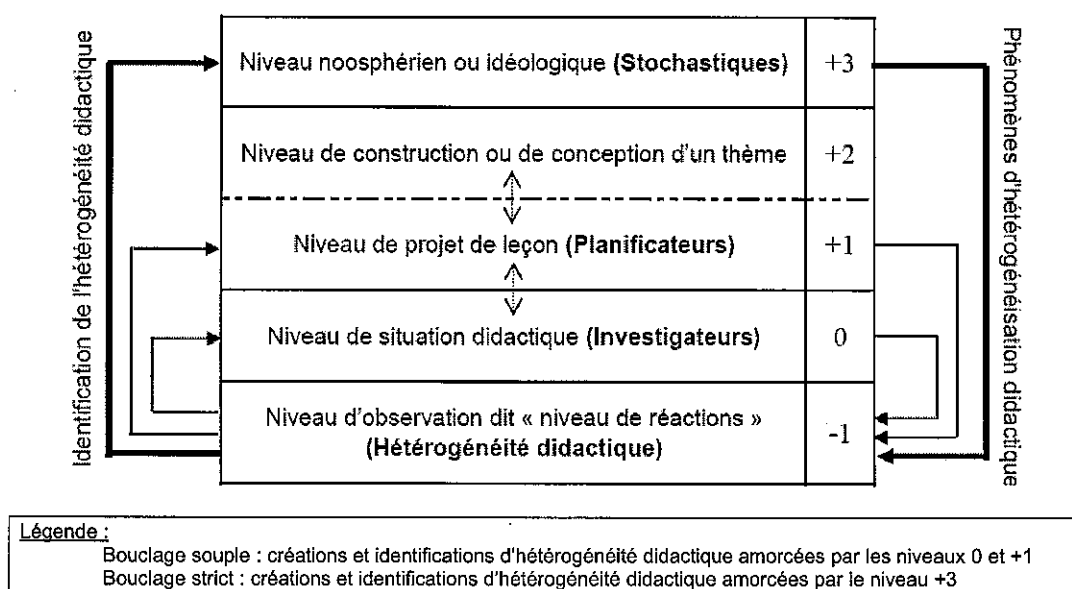 Identification de l'hétérogénéité didactique
Niveau noosphérien ou idéologique (Stochastiques) +3
Niveau de construction ou de conception d'un thème +2
Niveau de projet de leçon (Planificateurs) +1
Niveau de situation didactique (Investigateurs) 0
Niveau d'observation dit « niveau de réactions »
(Hétérogénéité didactique) -1
Phénomènes d'hétérogénéisation didactique
Légende :
Bouclage souple : créations et identifications d'hétérogénéité didactique amorcées par les niveaux 0 et +1
Bouclage strict : créations et identifications d'hétérogénéité didactique amorcées par le niveau +3